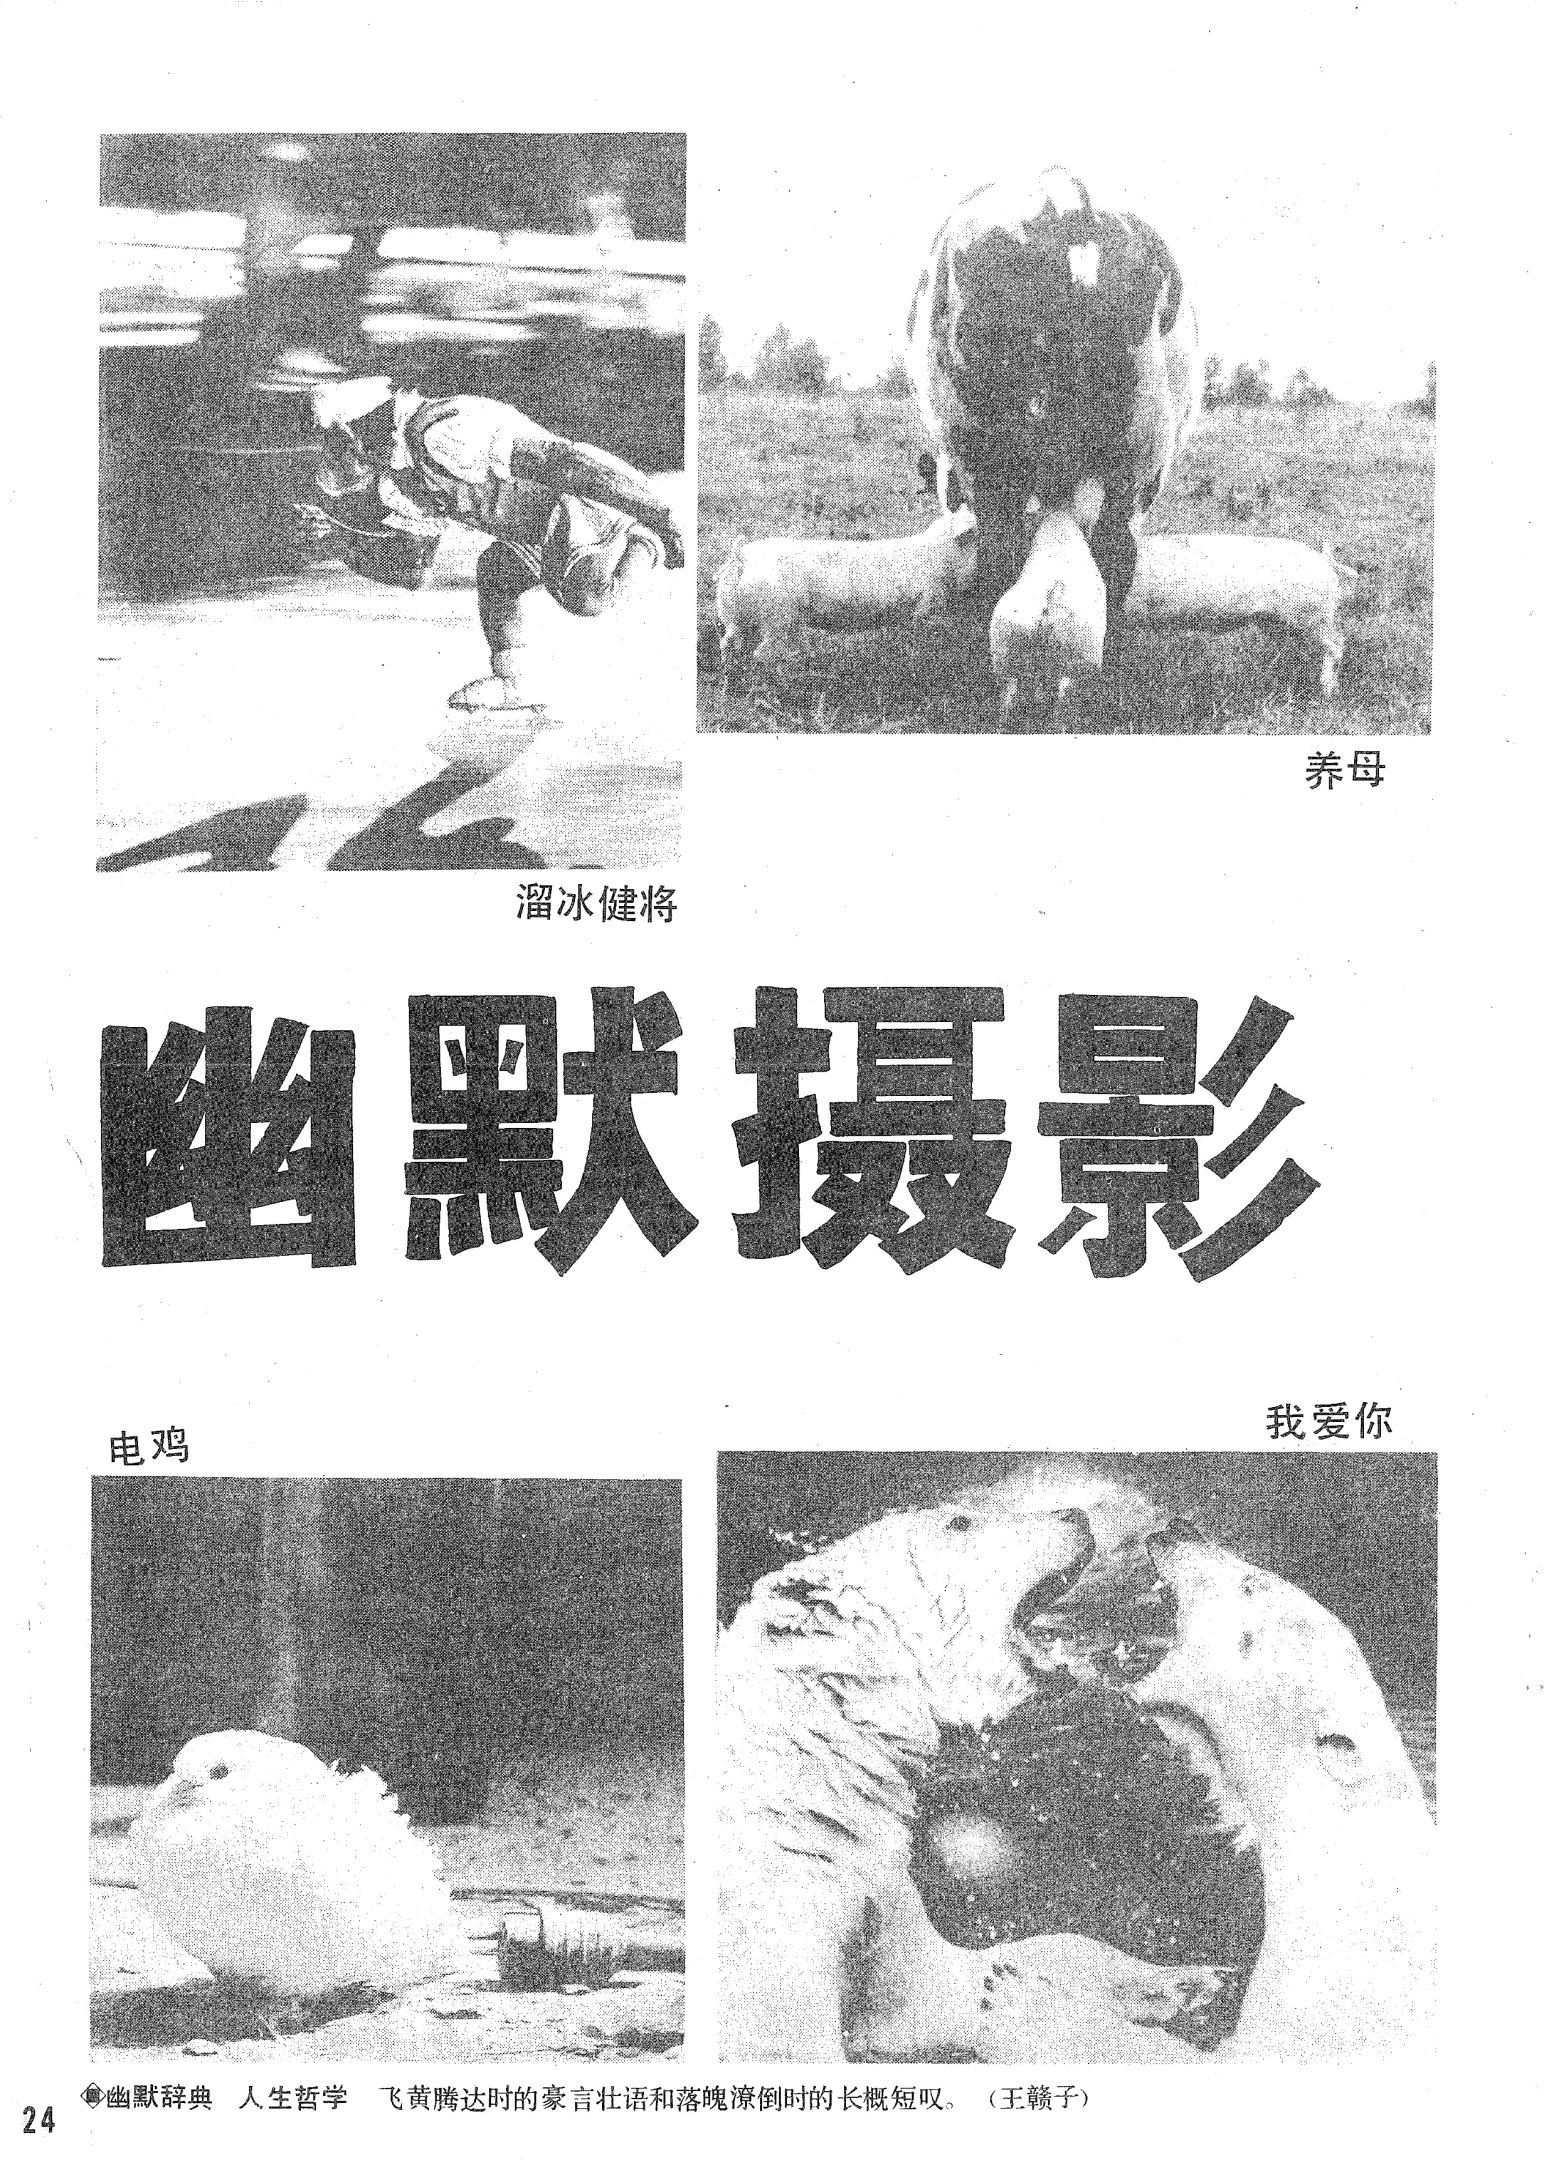 养母
溜冰健将
幽默摄影
电鸡
我爱你
幽默辞典 人生哲学 飞黄腾达时的豪言壮语和落魄潦倒时的长概短叹。（王赣子）
24